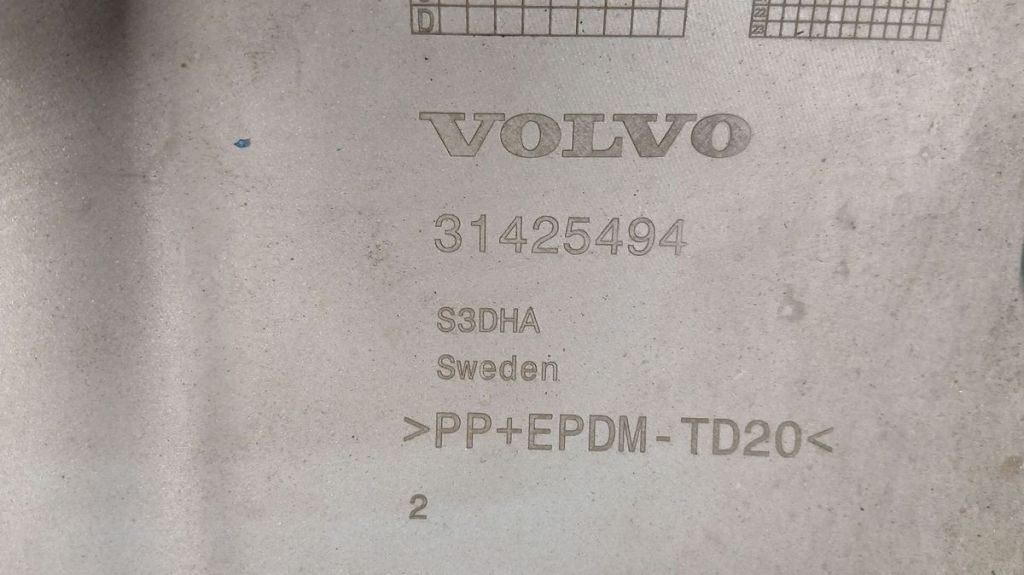 D
VOLVO
31425494
S3DHA
Sweden
>PP+EPDM-TD20<
2